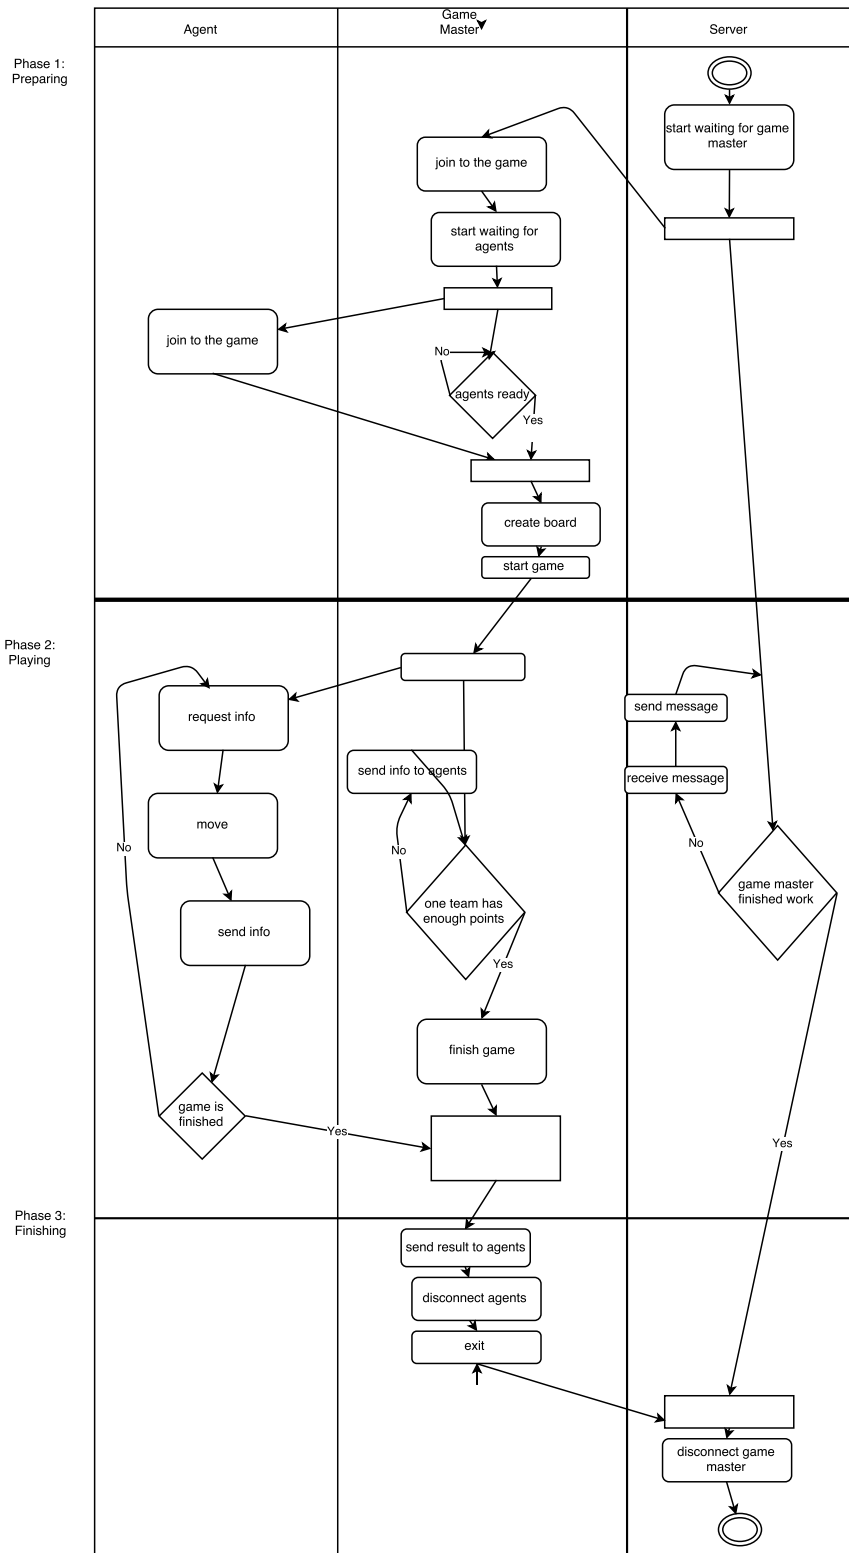 Agent
Game
Master
Server
Phase 1:
Preparing
start waiting for game
master
join to the game
start waiting for
agents
join to the game
No
agents ready
Yes
create board
start game
Phase 2:
Playing
request info
send message
send info to agents
receive message
move
No
No
No
game master
finished work
one team has
enough points
send info
Yes
finish game
game is
finished
Yes
Yes
Phase 3:
Finishing
send result to agents
disconnect agents
exit
disconnect game
master